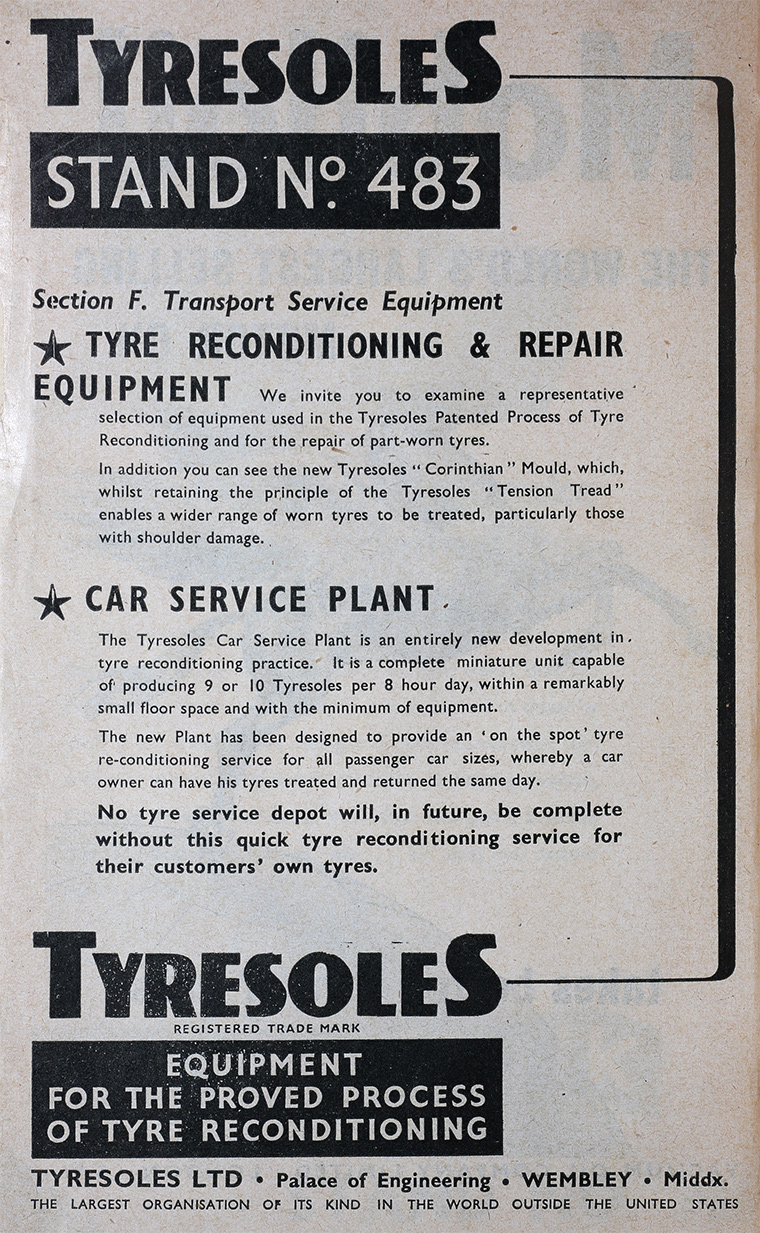 TYRESOLES
STAND Nº. 483
Section F. Transport Service Equipment
★ TYRE RECONDITIONING & REPAIR
EQUIPMENT We invite you to examine a representative
selection of equipment used in the Tyresoles Patented Process of Tyre
Reconditioning and for the repair of part-worn tyres.
In addition you can see the new Tyresoles “Corinthian” Mould, which,
whilst retaining the principle of the Tyresoles “Tension Tread”
enables a wider range of worn tyres to be treated, particularly those
with shoulder damage.
★ CAR SERVICE PLANT
The Tyresoles Car Service Plant is an entirely new development in
tyre reconditioning practice. It is a complete miniature unit capable
of producing 9 or 10 Tyresoles per 8 hour day, within a remarkably
small floor space and with the minimum of equipment.
The new Plant has been designed to provide an ‘on the spot’ tyre
re-conditioning service for all passenger car sizes, whereby a car
owner can have his tyres treated and returned the same day.
No tyre service depot will, in future, be complete
without this quick tyre reconditioning service for
their customers’ own tyres.
TYRESOLES
REGISTERED TRADE MARK
EQUIPMENT
FOR THE PROVED PROCESS
OF TYRE RECONDITIONING
TYRESOLES LTD • Palace of Engineering • WEMBLEY • Middx.
THE LARGEST ORGANISATION OF ITS KIND IN THE WORLD OUTSIDE THE UNITED STATES